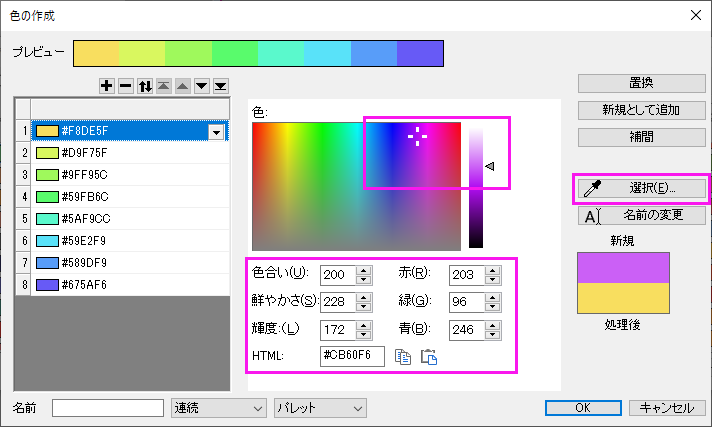 色の作成
プレビュー
置換
新規として追加
補間
色:
1 #F8DE5F
2 #D9F75F
3 #9FF95C
4 #59FB6C
5 #5AF9CC
6 #59E2F9
7 #589DF9
8 #675AF6
選択(E)...
名前の変更
新規
処理後
色合い(U): 200 赤(R): 203
鮮やかさ(S): 228 緑(G): 96
輝度:(L) 172 青(B): 246
HTML: #CB60F6
名前 連続 パレット OK キャンセル